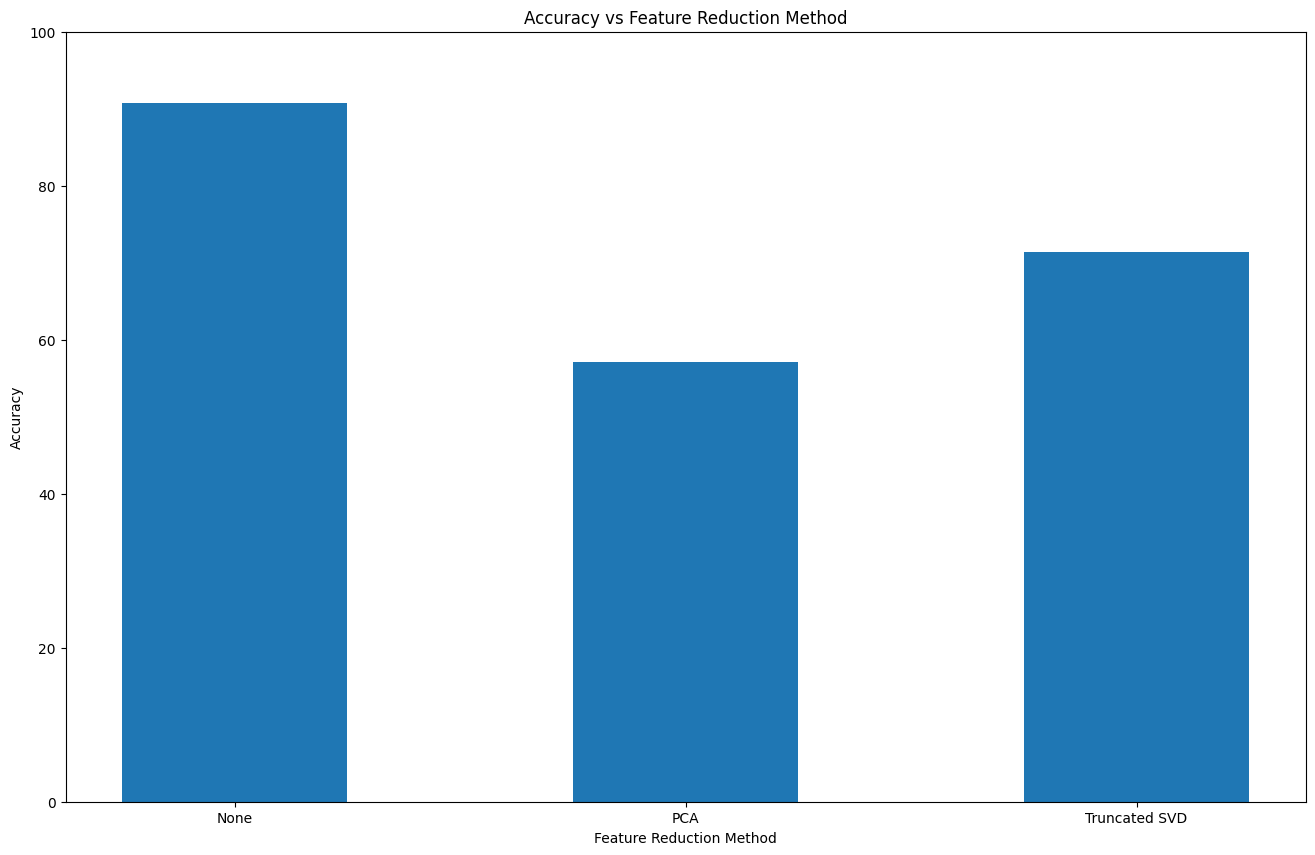 Accuracy vs Feature Reduction Method
100
80
60
40
20
0
Accuracy
None PCA Truncated SVD
Feature Reduction Method